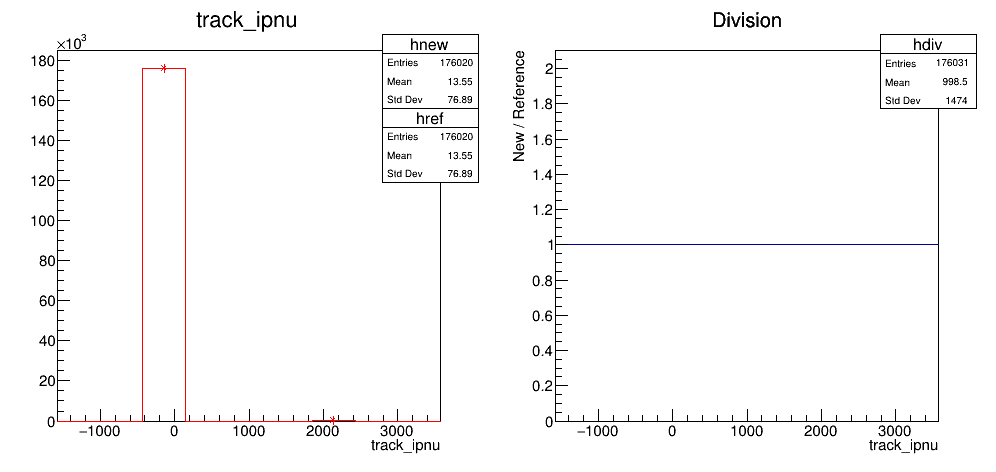 track_ipnu
×10³
180
160
140
120
100
80
60
40
20
0
−1000 0 1000 2000 3000
track_ipnu
hnew
Entries 176020
Mean 13.55
Std Dev 76.89
href
Entries 176020
Mean 13.55
Std Dev 76.89
Division
New / Reference
2
1.8
1.6
1.4
1.2
1
0.8
0.6
0.4
0.2
0
−1000 0 1000 2000 3000
track_ipnu
hdiv
Entries 176031
Mean 998.5
Std Dev 1474